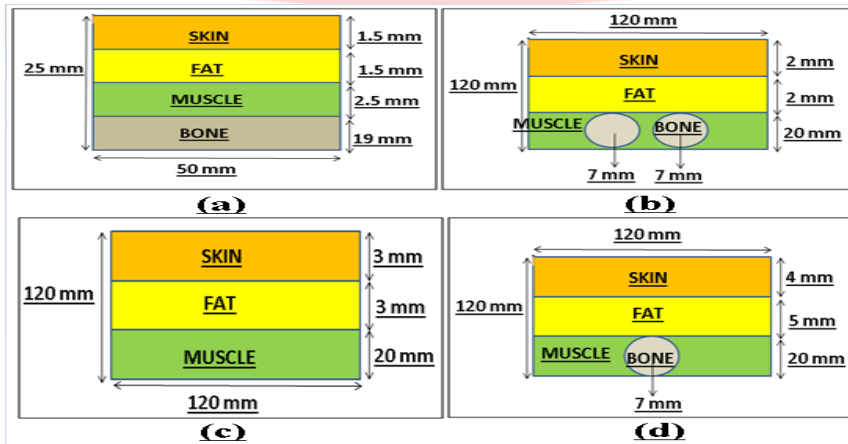 SKIN
1.5 mm
25 mm
FAT
1.5 mm
MUSCLE
2.5 mm
BONE
19 mm
50 mm
(a)
120 mm
SKIN
2 mm
120 mm
FAT
2 mm
MUSCLE
BONE
20 mm
7 mm
7 mm
(b)
SKIN
3 mm
120 mm
FAT
3 mm
MUSCLE
20 mm
120 mm
(c)
120 mm
SKIN
4 mm
120 mm
FAT
5 mm
MUSCLE
BONE
20 mm
7 mm
(d)